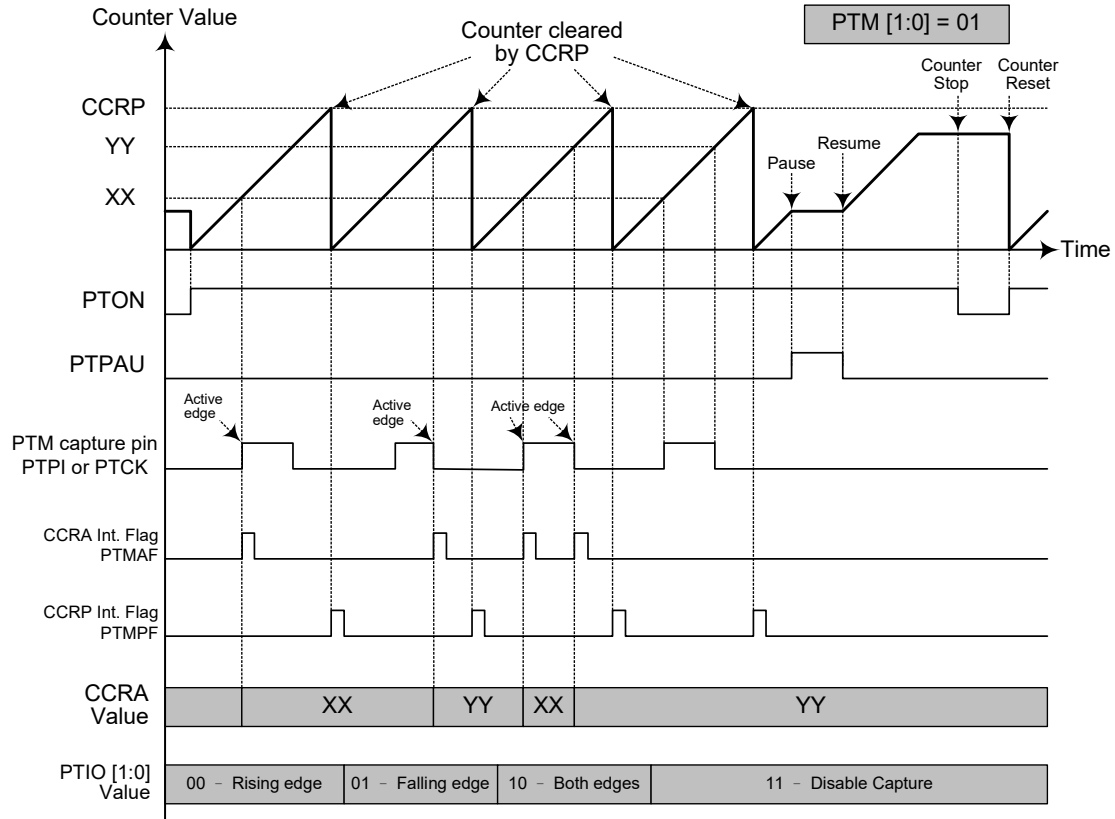 Counter Value
PTM [1:0] = 01
Counter cleared
by CCRP
Counter
Stop
Counter
Reset
CCRP
YY
XX
Pause
Resume
Time
PTON
PTPAU
Active
edge
Active
edge
Active edge
PTM capture pin
PTPI or PTCK
CCRA Int. Flag
PTMAF
CCRP Int. Flag
PTMPF
CCRA
Value
XX
YY
XX
YY
PTIO [1:0]
Value
00 – Rising edge
01 – Falling edge
10 – Both edges
11 – Disable Capture